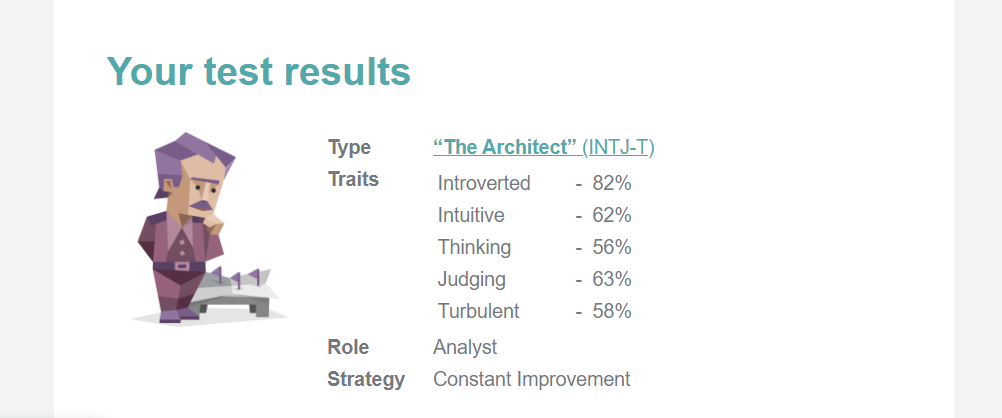 Your test results
Type “The Architect” (INTJ-T)
Traits Introverted - 82%
Intuitive - 62%
Thinking - 56%
Judging - 63%
Turbulent - 58%
Role Analyst
Strategy Constant Improvement